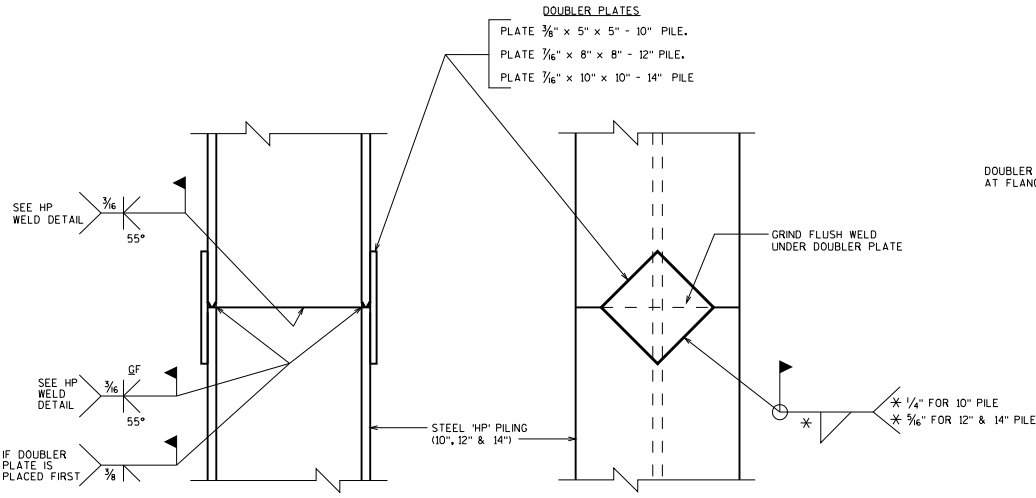 DOUBLER PLATES
PLATE 3/8" x 5" x 5" - 10" PILE.
PLATE 7/16" x 8" x 8" - 12" PILE.
PLATE 7/16" x 10" x 10" - 14" PILE
SEE HP
WELD DETAIL
3/16
55°
DOUBLER
AT FLANG
GRIND FLUSH WELD
UNDER DOUBLER PLATE
SEE HP
WELD
DETAIL
3/16
GF
55°
STEEL 'HP' PILING
(10", 12" & 14")
* 1/4" FOR 10" PILE
* 5/16" FOR 12" & 14" PILE
*
IF DOUBLER
PLATE IS
PLACED FIRST
3/8